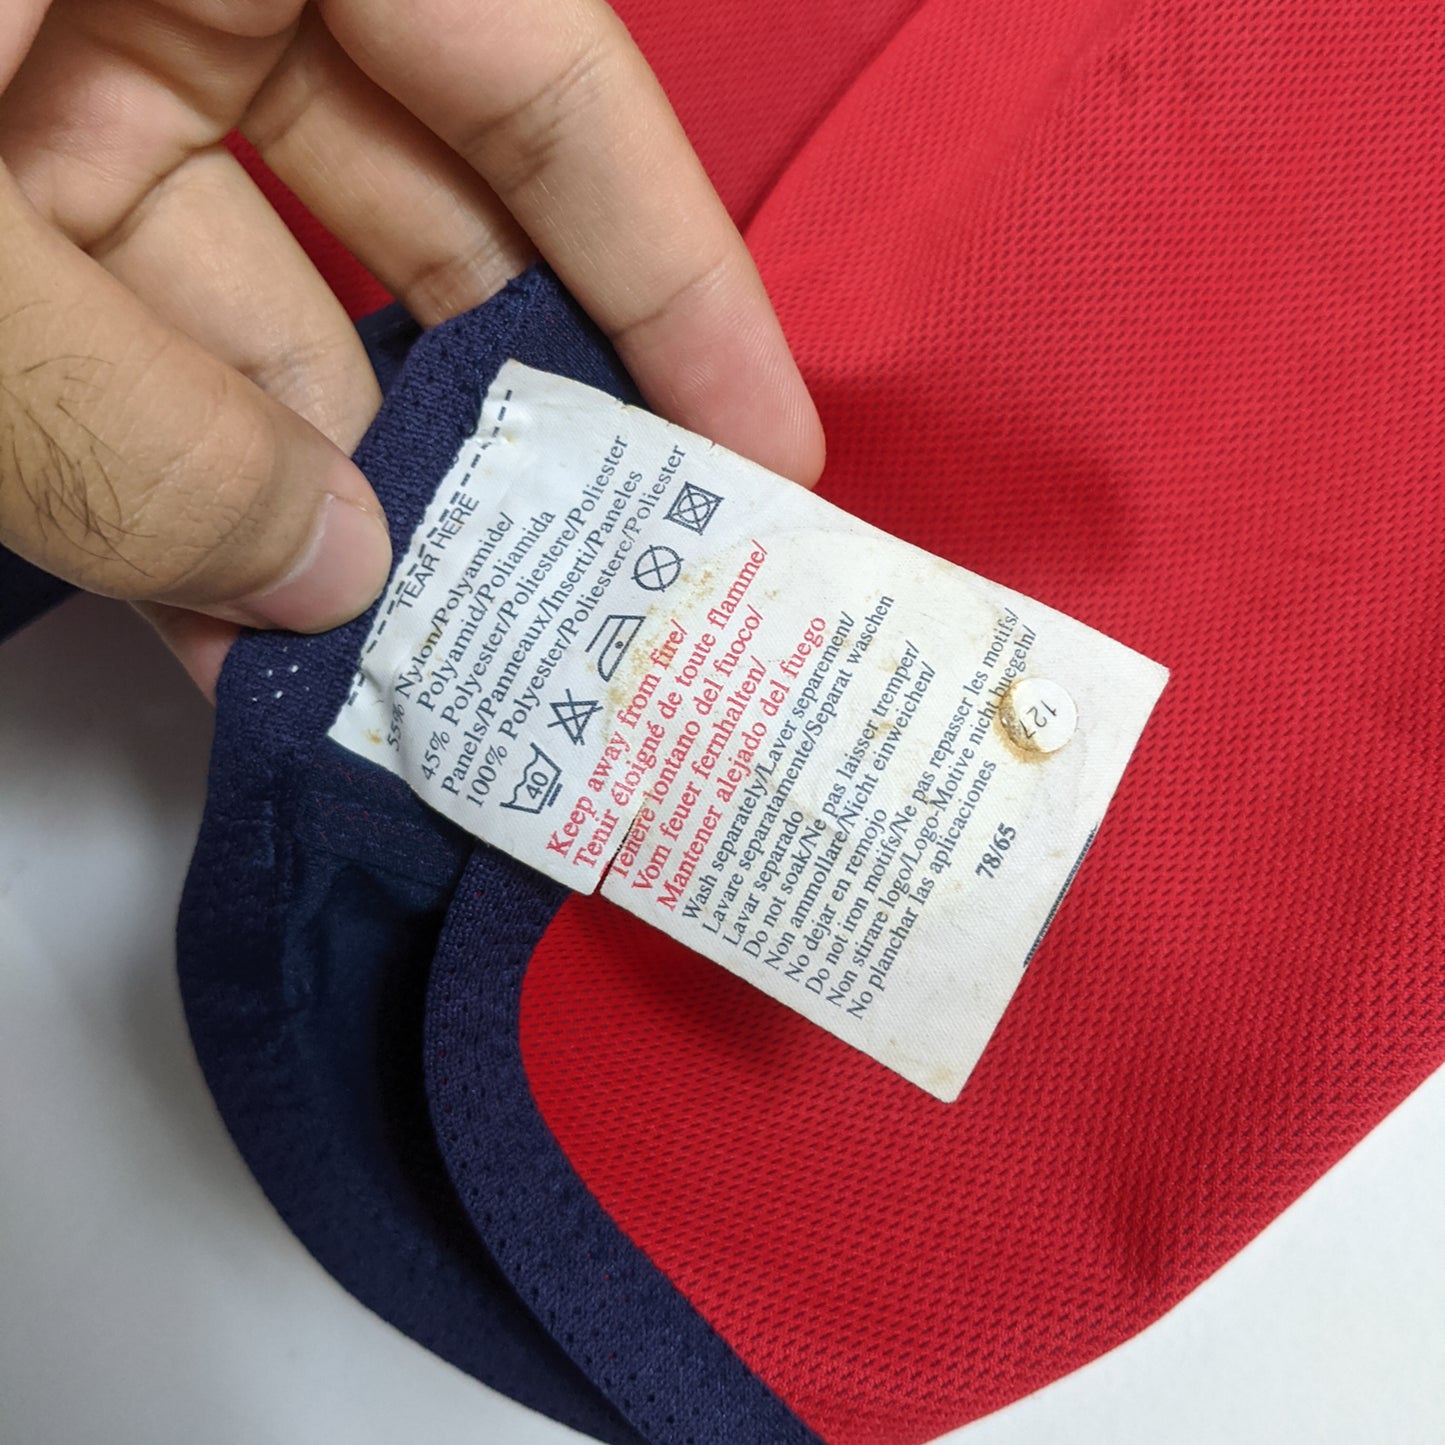 TEAR HERE
55% Nylon/Polyamide/
Polyamid/Poliamida
45% Polyester/Poliestere/Poliester
Panels/Panneaux/Inserti/Paneles
100% Polyester/Poliestere/Poliester
40
Keep away from fire/
Tenir éloigné de toute flamme/
Tenere lontano del fuoco/
Vom feuer fernhalten/
Mantener alejado del fuego
Wash separately/Laver separement/
Lavare separatamente/Separat waschen
Lavar separado
Do not soak/Ne pas laisser tremper/
Non ammollare/Nicht einweichen/
No dejar en remojo
Do not iron motifs/Ne pas repasser les motifs/
Non stirare logo/Logo-Motive nicht buegeln/
No planchar las aplicaciones
78/65
127